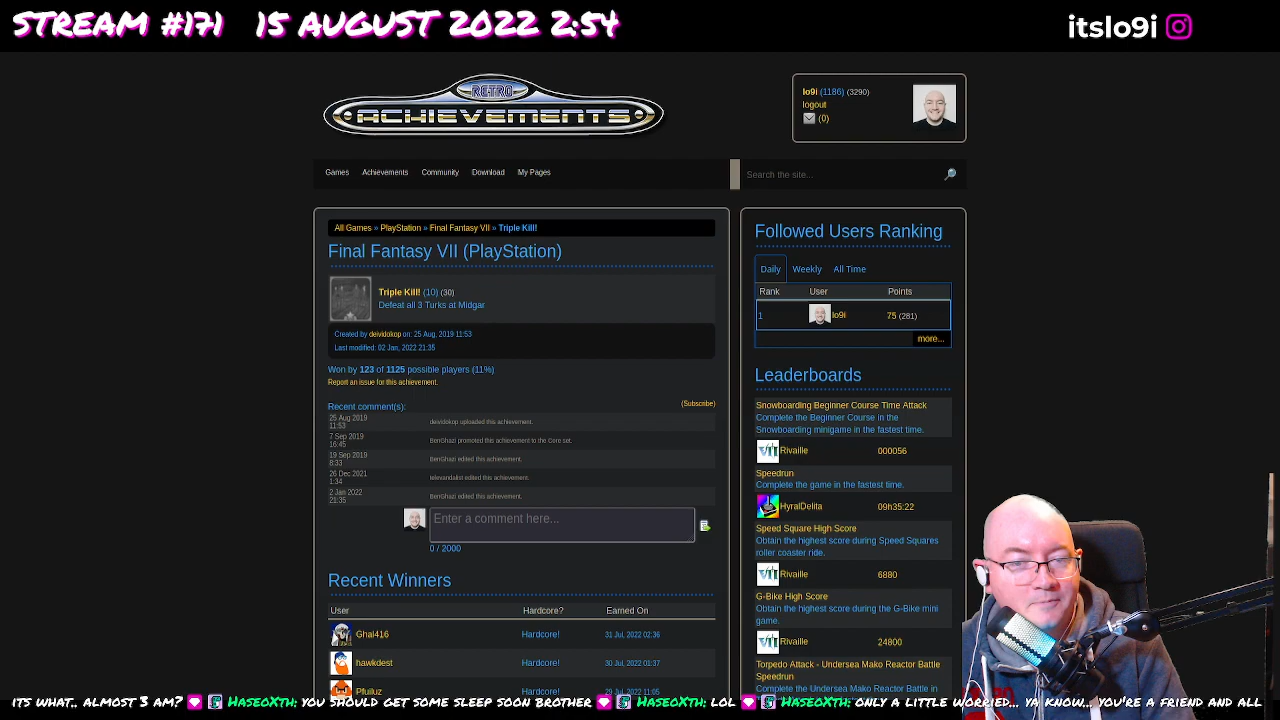 STREAM #171 15 AUGUST 2022 2:54
itslo9i
RETRO
ACHIEVEMENTS
lo9i (1186) (3290)
logout
(0)
Games Achievements Community Download My Pages
Search the site...
All Games » PlayStation » Final Fantasy VII » Triple Kill!
Final Fantasy VII (PlayStation)
Triple Kill! (10) (30)
Defeat all 3 Turks at Midgar
Created by deividokop on: 25 Aug, 2019 11:53
Last modified: 02 Jan, 2022 21:35
Won by 123 of 1125 possible players (11%)
Report an issue for this achievement.
Recent comment(s): (Subscribe)
25 Aug 2019
11:53 deividokop uploaded this achievement.
7 Sep 2019
16:45 BenGhazi promoted this achievement to the Core set.
19 Sep 2019
8:33 BenGhazi edited this achievement.
26 Dec 2021
1:34 televandalist edited this achievement.
2 Jan 2022
21:35 BenGhazi edited this achievement.
Enter a comment here...
0 / 2000
Recent Winners
User Hardcore? Earned On
Ghal416 Hardcore! 31 Jul, 2022 02:36
hawkdest Hardcore! 30 Jul, 2022 01:37
Pfuiluz Hardcore! 29 Jul, 2022 11:05
Followed Users Ranking
Daily Weekly All Time
Rank User Points
1 lo9i 75 (281)
more...
Leaderboards
Snowboarding Beginner Course Time Attack
Complete the Beginner Course in the
Snowboarding minigame in the fastest time.
Rivaille 000056
Speedrun
Complete the game in the fastest time.
HyralDelita 09h35:22
Speed Square High Score
Obtain the highest score during Speed Squares
roller coaster ride.
Rivaille 6880
G-Bike High Score
Obtain the highest score during the G-Bike mini
game.
Rivaille 24800
Torpedo Attack - Undersea Mako Reactor Battle
Speedrun
Complete the Undersea Mako Reactor Battle in
ITS WHAT.. 4AM? 1 AM? HASEOXTH: YOU SHOULD GET SOME SLEEP SOON BROTHER HASEOXTH: LOL HASEOXTH: ONLY A LITTLE WORRIED... YA KNOW... YOU'RE A FRIEND AND ALL